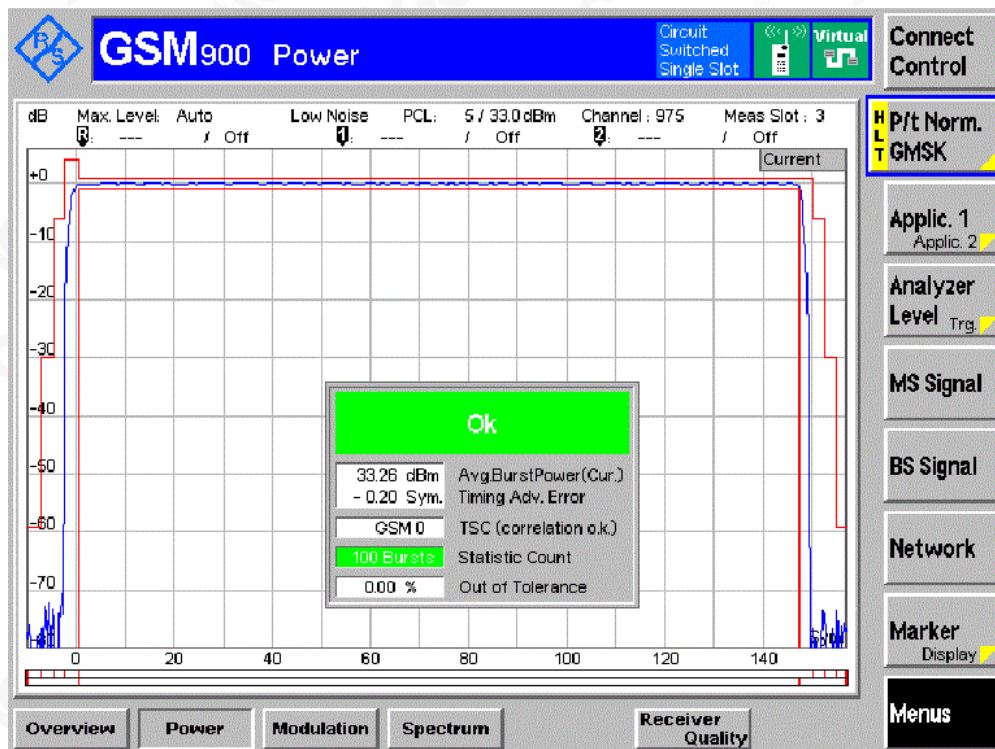 R S
GSM900 Power
Circuit
Switched
Single Slot
Virtual
Connect
Control
dB Max. Level: Auto Low Noise PCL: 5 / 33.0 dBm Channel : 975 Meas Slot : 3
R : --- / Off 1 : --- / Off 2 : --- / Off
Current
H
L
T
P/t Norm.
GMSK
+0
-10
-20
-30
-40
-50
-60
-70
Applic. 1
Applic. 2
Analyzer
Level Trg.
MS Signal
BS Signal
Network
Marker
Display
Menus
Ok
33.26 dBm Avg.BurstPower(Cur.)
- 0.20 Sym. Timing Adv. Error
GSM 0 TSC (correlation o.k.)
100 Bursts Statistic Count
0.00 % Out of Tolerance
0 20 40 60 80 100 120 140
Overview Power Modulation Spectrum Receiver
Quality